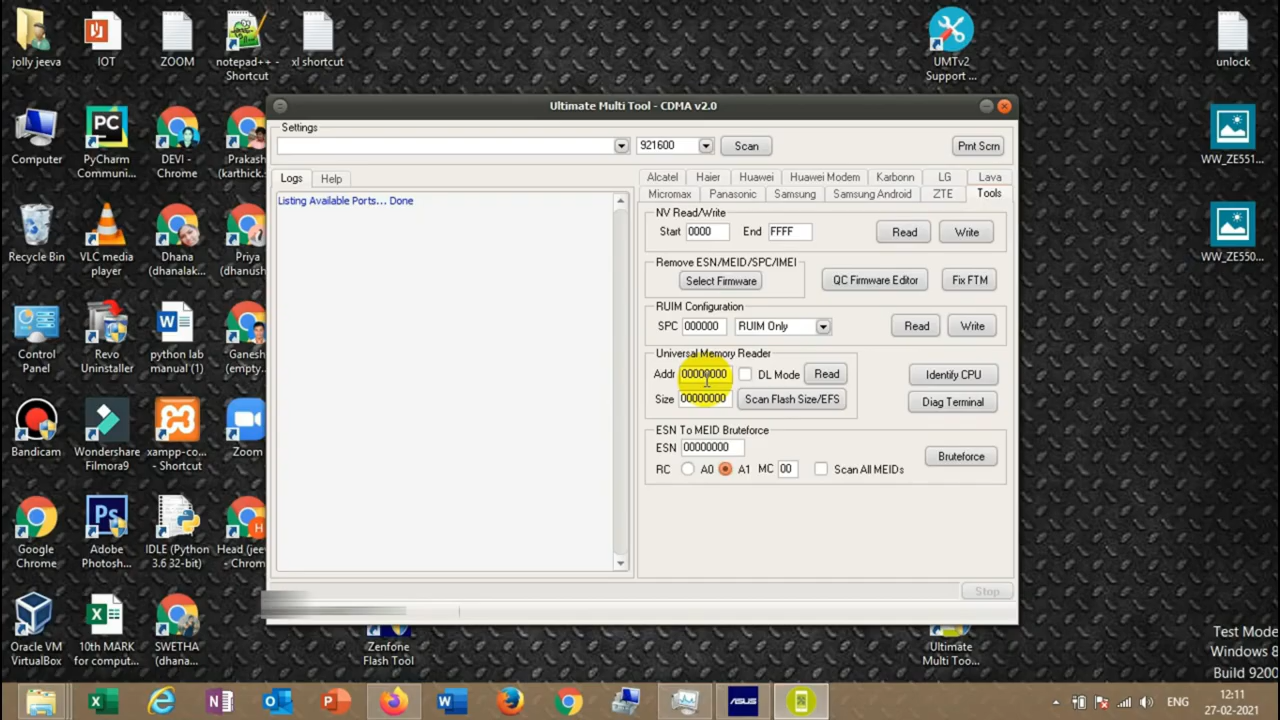 jolly jeeva
IOT
ZOOM
notepad++ -
Shortcut
xl shortcut
UMTv2
Support ...
unlock
Computer
PyCharm
Communi...
DEVI -
Chrome
Prakash
(karthick....
WW_ZE551...
Recycle Bin
VLC media
player
Dhana
(dhanalak...
Priya
(dhanush
WW_ZE550...
Control
Panel
Revo
Uninstaller
python lab
manual (1)
Ganesh
Bandicam
Wondershare
Filmora9
xampp-co...
- Shortcut
Zoom
Google
Chrome
Adobe
Photosh...
IDLE (Python
3.6 32-bit)
Head (jee
- Chrom
Oracle VM
VirtualBox
10th MARK
for comput...
SWETHA
(dhana...
Zenfone
Flash Tool
Ultimate
Multi Too...
Ultimate Multi Tool - CDMA v2.0
Settings
921600
Scan
Prnt Scrn
Logs
Help
Listing Available Ports... Done
Alcatel
Haier
Huawei
Huawei Modem
Karbonn
LG
Lava
Micromax
Panasonic
Samsung
Samsung Android
ZTE
Tools
NV Read/Write
Start 0000 End FFFF Read Write
Remove ESN/MEID/SPC/IMEI
Select Firmware
QC Firmware Editor
Fix FTM
RUIM Configuration
SPC 000000 RUIM Only Read Write
Universal Memory Reader
Addr 00000000 DL Mode Read
Identify CPU
Size 00000000 Scan Flash Size/EFS
Diag Terminal
ESN To MEID Bruteforce
ESN 00000000
Bruteforce
RC A0 A1 MC 00 Scan All MEIDs
Stop
Test Mode
Windows 8
Build 9200
PC
Ps
H
ASUS
ENG
12:11
27-02-2021